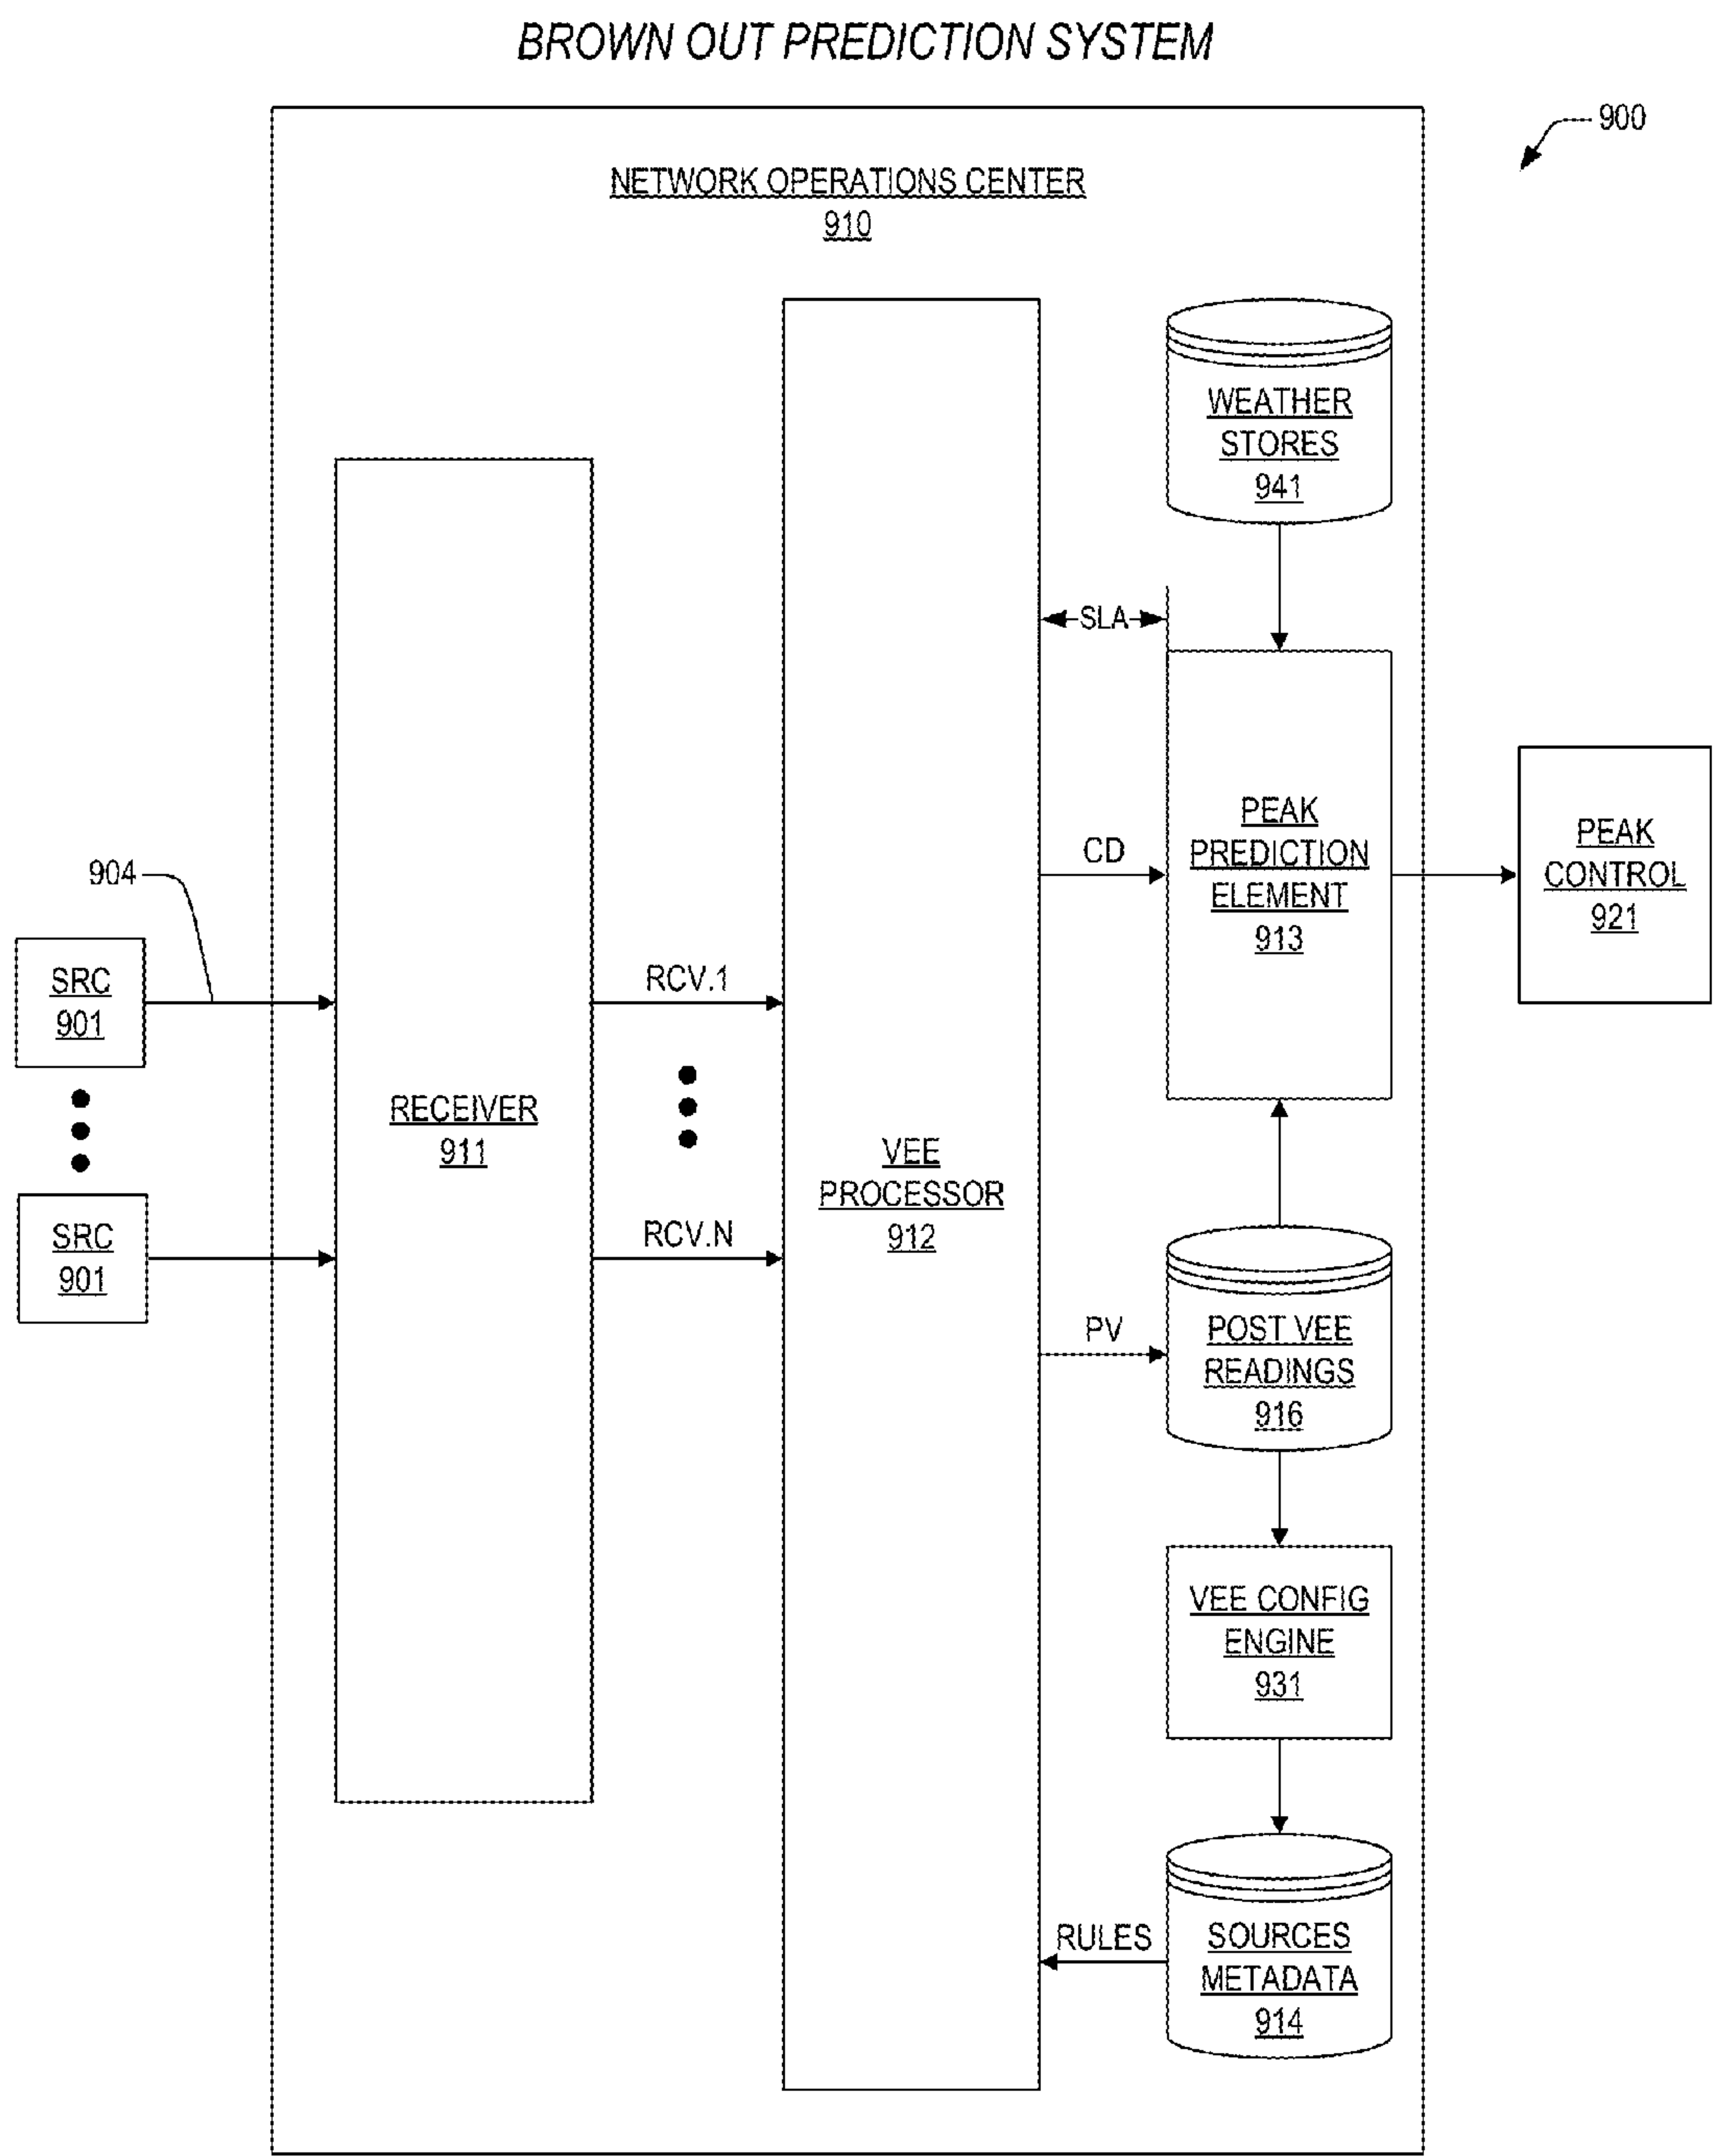 BROWN OUT PREDICTION SYSTEM
900
NETWORK OPERATIONS CENTER
910
WEATHER
STORES
941
SLA
PEAK
PREDICTION
ELEMENT
913
CD
PEAK
CONTROL
921
904
SRC
901
RCV.1
RECEIVER
911
VEE
PROCESSOR
912
SRC
901
RCV.N
PV
POST VEE
READINGS
916
VEE CONFIG
ENGINE
931
RULES
SOURCES
METADATA
914